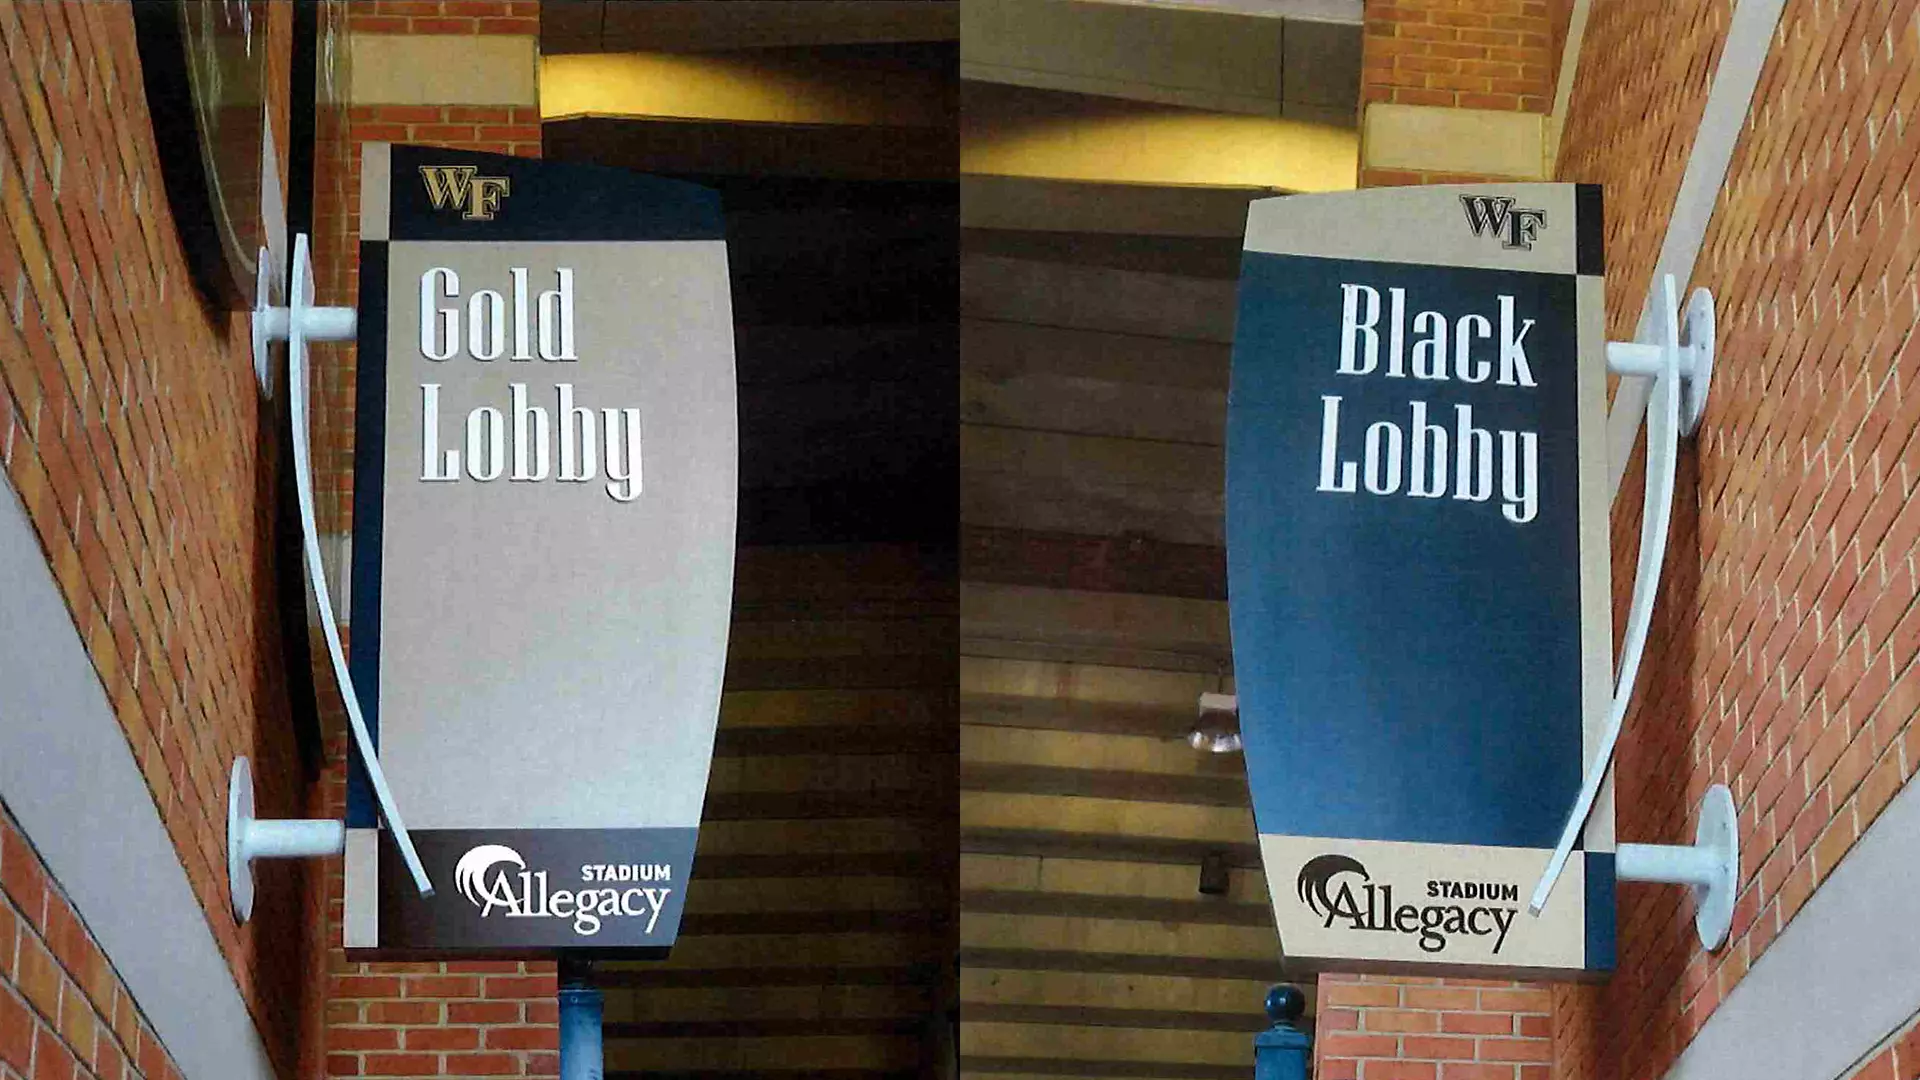 WF
Gold
Lobby
STADIUM
Allegacy
WF
Black
Lobby
STADIUM
Allegacy